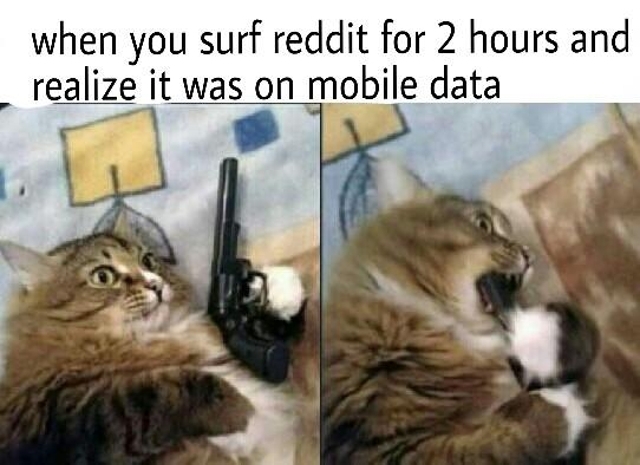 when you surf reddit for 2 hours and
realize it was on mobile data